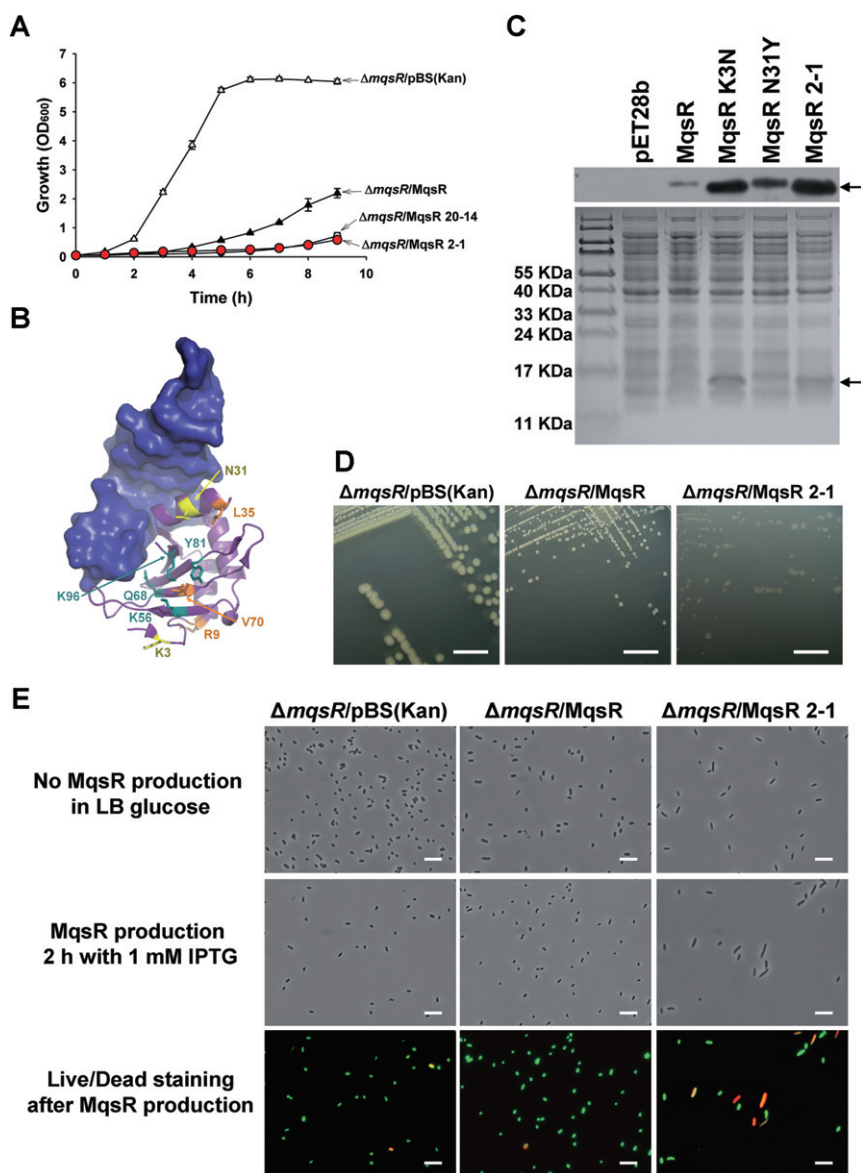 A
7
6
5
4
3
2
1
0
Growth (OD600)
0 2 4 6 8 10
Time (h)
ΔmqsR/pBS(Kan)
ΔmqsR/MqsR
ΔmqsR/MqsR 20-14
ΔmqsR/MqsR 2-1
B
N31
L35
Y81
K96
Q68
K56
V70
R9
K3
C
pET28b
MqsR
MqsR K3N
MqsR N31Y
MqsR 2-1
55 KDa
40 KDa
33 KDa
24 KDa
17 KDa
11 KDa
D
ΔmqsR/pBS(Kan) ΔmqsR/MqsR ΔmqsR/MqsR 2-1
E
ΔmqsR/pBS(Kan) ΔmqsR/MqsR ΔmqsR/MqsR 2-1
No MqsR production
in LB glucose
MqsR production
2 h with 1 mM IPTG
Live/Dead staining
after MqsR production